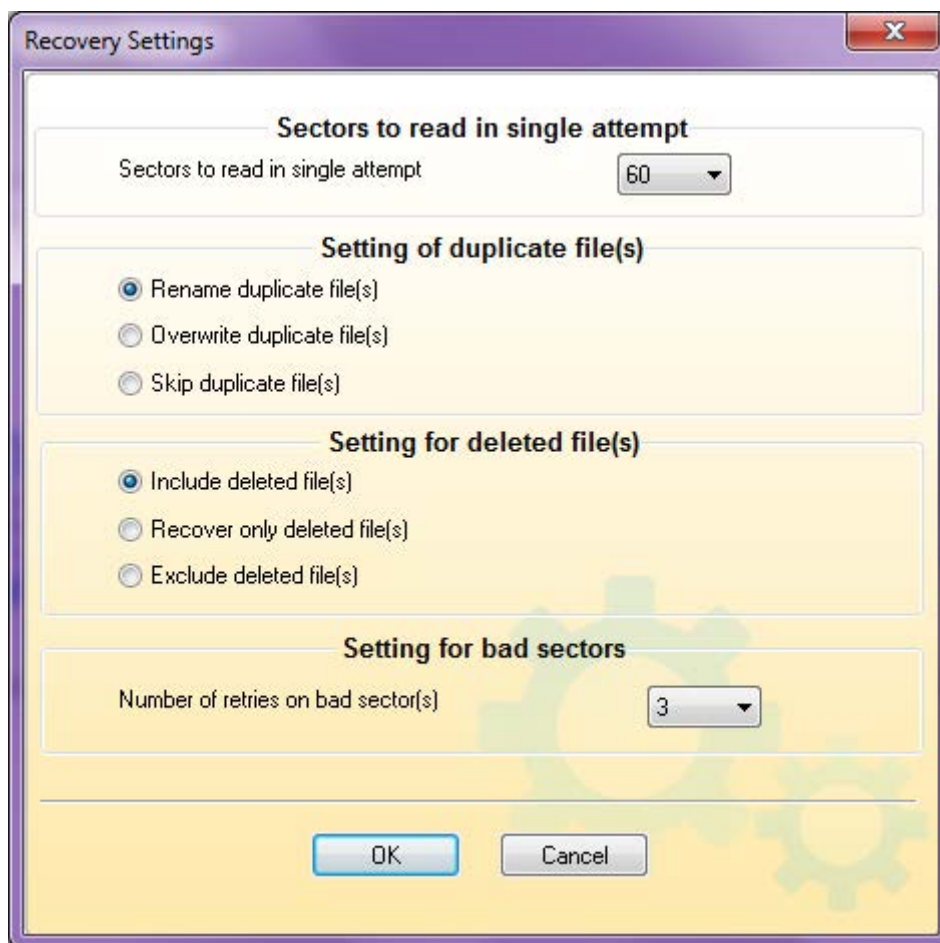 Recovery Settings
Sectors to read in single attempt
Sectors to read in single attempt 60
Setting of duplicate file(s)
Rename duplicate file(s)
Overwrite duplicate file(s)
Skip duplicate file(s)
Setting for deleted file(s)
Include deleted file(s)
Recover only deleted file(s)
Exclude deleted file(s)
Setting for bad sectors
Number of retries on bad sector(s) 3
OK Cancel